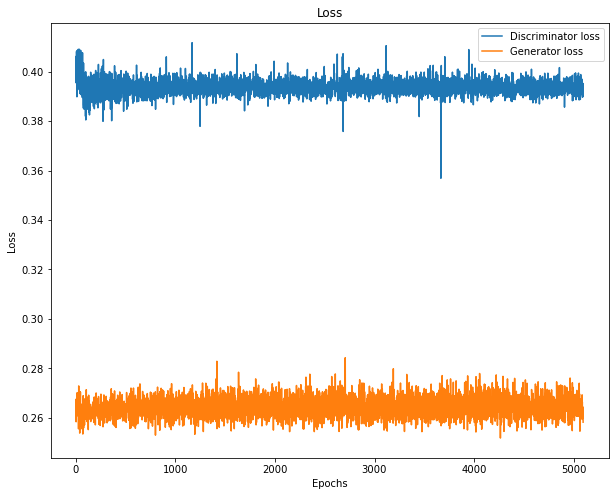 Loss
Discriminator loss
Generator loss
Loss
0.40
0.38
0.36
0.34
0.32
0.30
0.28
0.26
0
1000
2000
3000
4000
5000
Epochs